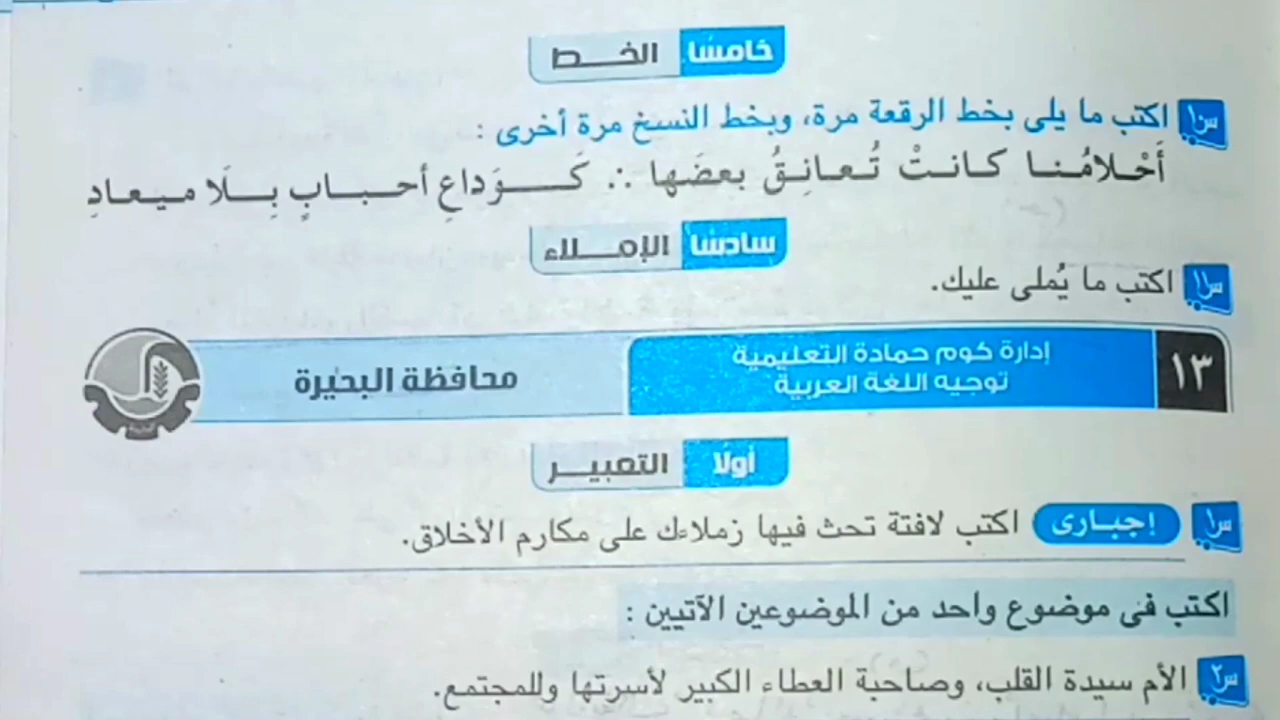 خامسًا الخـــط
س١٠ اكتب ما يلى بخط الرقعة مرة، وبخط النسخ مرة أخرى :
أَحْلامُنا كانتْ تُعانِقُ بعضَها ∴ كَوَداعِ أحبابٍ بِلَا ميعادِ
سادسًا الإملاء
س١١ اكتب ما يُملى عليك.
١٣ إدارة كوم حمادة التعليمية
توجيه اللغة العربية
محافظة البحيرة
أولًا التعبير
س١ إجبارى اكتب لافتة تحث فيها زملاءك على مكارم الأخلاق.
اكتب فى موضوع واحد من الموضوعين الآتيين :
س٢ الأم سيدة القلب، وصاحبة العطاء الكبير لأسرتها وللمجتمع.